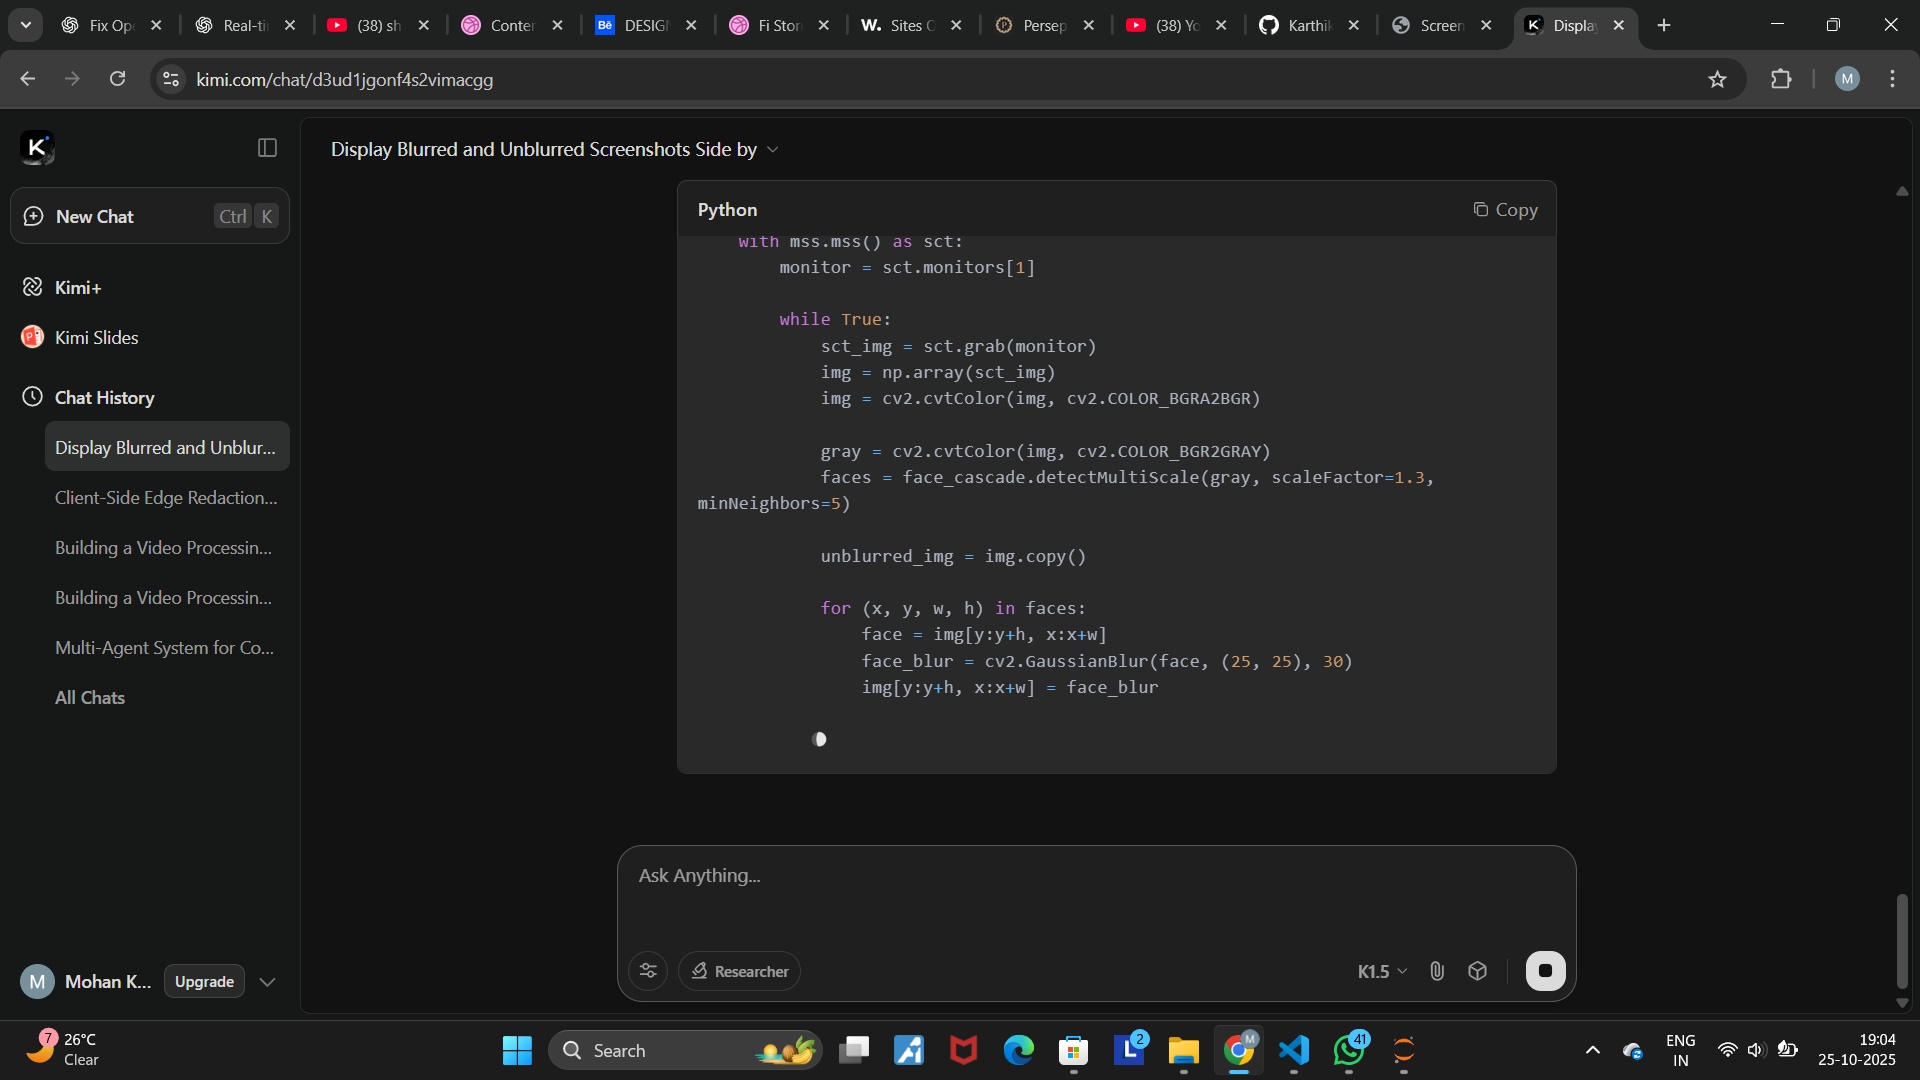 Fix Op
Real-ti
(38) sh
Conter
Bē
DESIGI
Fi Stor
W.
Sites C
P
Persep
(38) Yo
Karthik
Screen
K
Displa
kimi.com/chat/d3ud1jgonf4s2vimacgg
M
K
Display Blurred and Unblurred Screenshots Side by
New Chat
Ctrl
K
Kimi+
Kimi Slides
Chat History
Display Blurred and Unblur...
Client-Side Edge Redaction...
Building a Video Processin...
Building a Video Processin...
Multi-Agent System for Co...
All Chats
Python
Copy
with mss.mss() as sct:
monitor = sct.monitors[1]
while True:
sct_img = sct.grab(monitor)
img = np.array(sct_img)
img = cv2.cvtColor(img, cv2.COLOR_BGRA2BGR)
gray = cv2.cvtColor(img, cv2.COLOR_BGR2GRAY)
faces = face_cascade.detectMultiScale(gray, scaleFactor=1.3,
minNeighbors=5)
unblurred_img = img.copy()
for (x, y, w, h) in faces:
face = img[y:y+h, x:x+w]
face_blur = cv2.GaussianBlur(face, (25, 25), 30)
img[y:y+h, x:x+w] = face_blur
Ask Anything...
Researcher
K1.5
M
Mohan K...
Upgrade
7
26°C
Clear
Search
L
2
M
41
ENG
IN
19:04
25-10-2025